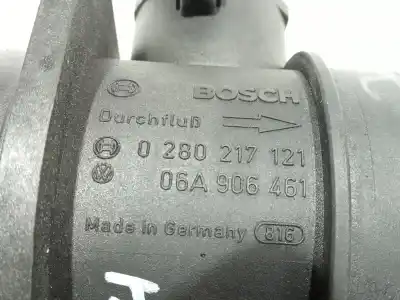 BOSCH
Durchfluß
0 280 217 121
06A 906 461
Made in Germany 816